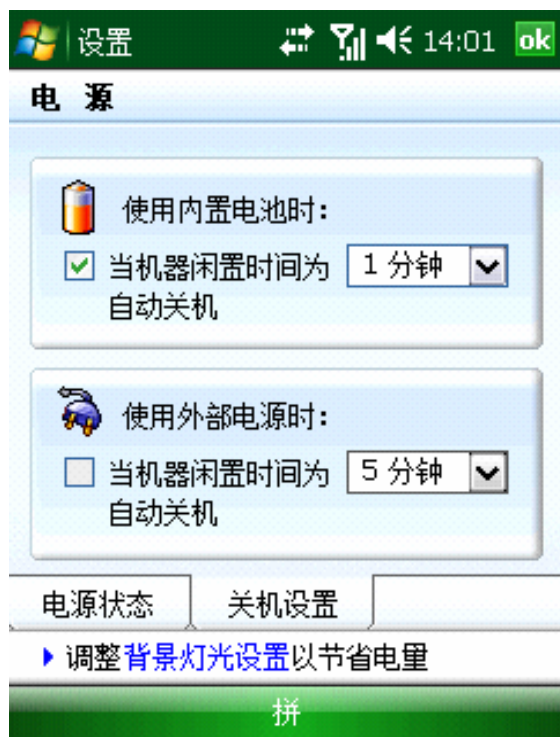 设置 14:01 ok
电 源
使用内置电池时:
当机器闲置时间为 1 分钟
自动关机
使用外部电源时:
当机器闲置时间为 5 分钟
自动关机
电源状态 关机设置
调整背景灯光设置以节省电量
拼